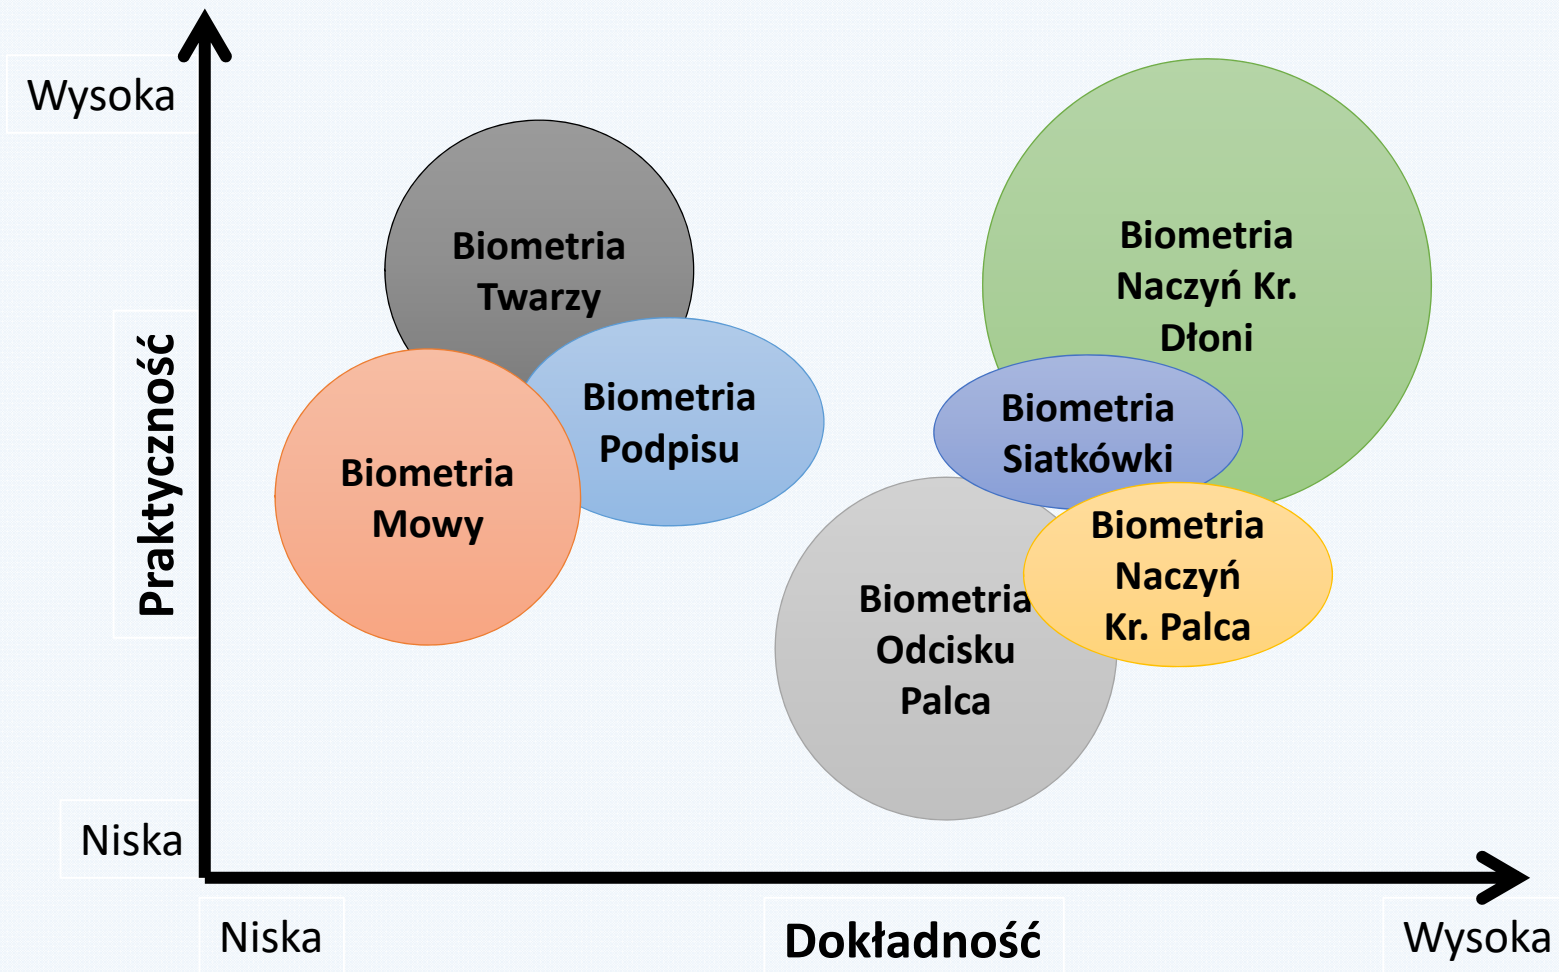 Wysoka
Praktyczność
Niska
Biometria
Twarzy
Biometria
Podpisu
Biometria
Mowy
Biometria
Naczyń Kr.
Dłoni
Biometria
Siatkówki
Biometria
Naczyń
Kr. Palca
Biometria
Odcisku
Palca
Niska
Dokładność
Wysoka